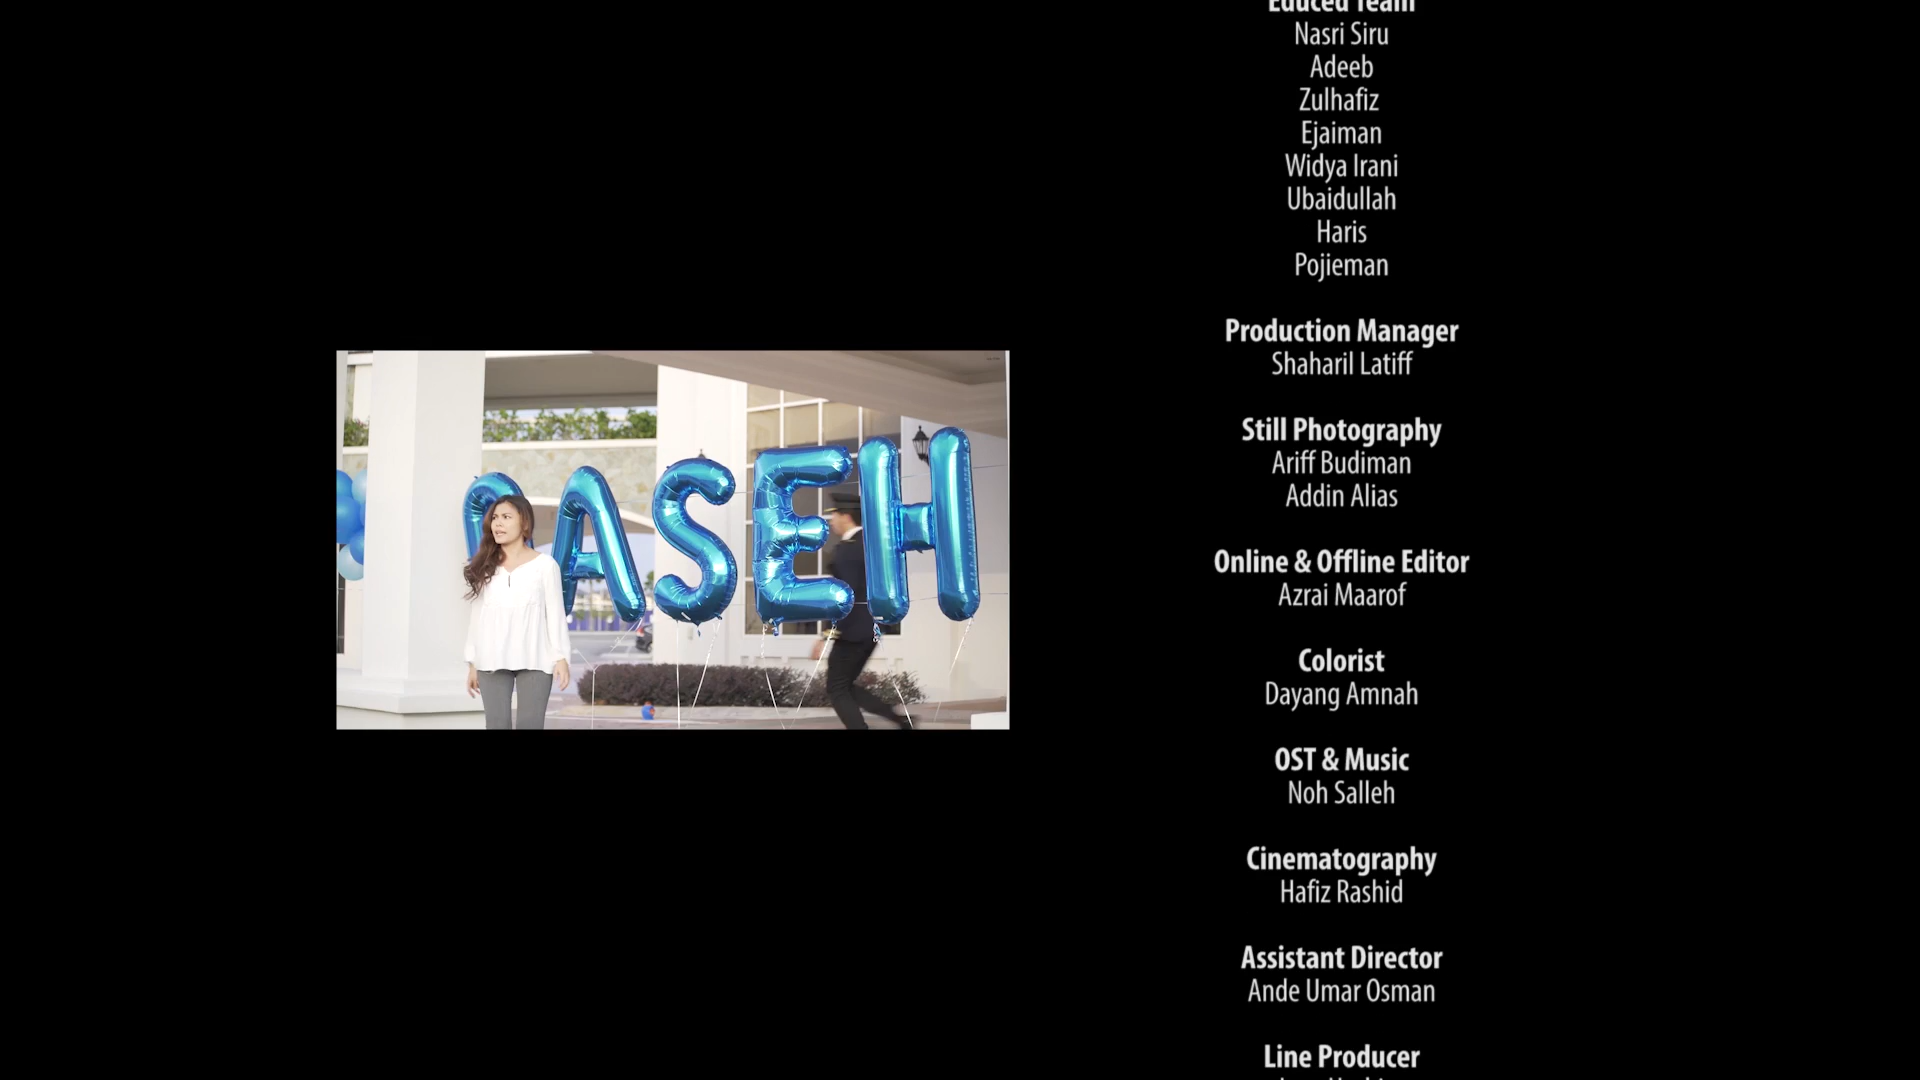 ASEH
Educed Team
Nasri Siru
Adeeb
Zulhafiz
Ejaiman
Widya Irani
Ubaidullah
Haris
Pojieman
Production Manager
Shaharil Latiff
Still Photography
Ariff Budiman
Addin Alias
Online & Offline Editor
Azrai Maarof
Colorist
Dayang Amnah
OST & Music
Noh Salleh
Cinematography
Hafiz Rashid
Assistant Director
Ande Umar Osman
Line Producer